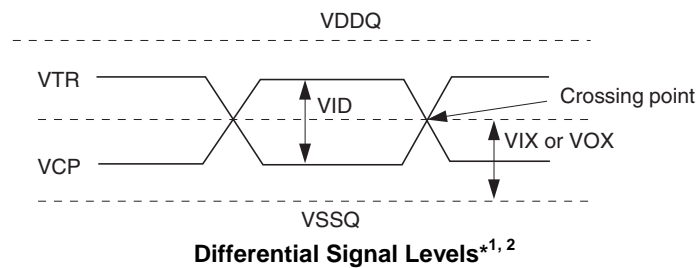 VDDQ
VTR
VID
Crossing point
VIX or VOX
VCP
VSSQ
Differential Signal Levels*1, 2